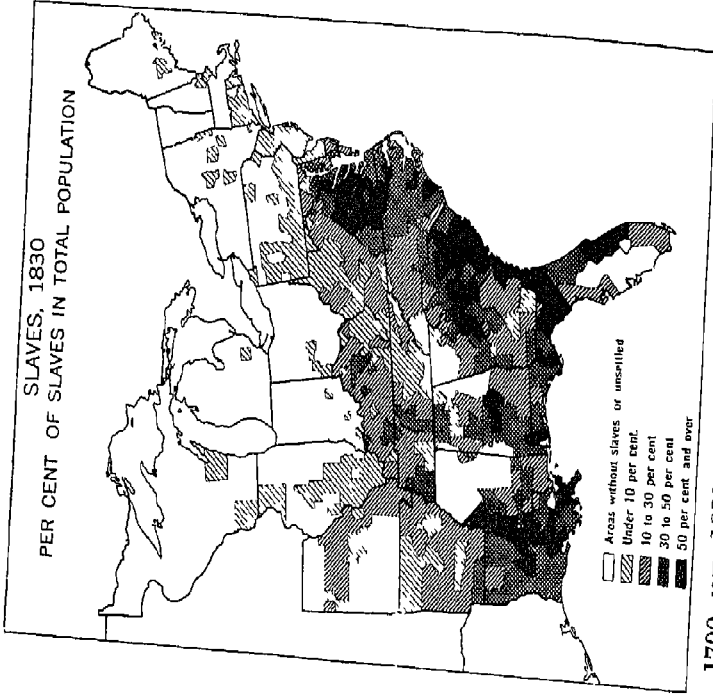 SLAVES, 1830
PER CENT OF SLAVES IN TOTAL POPULATION
Areas without slaves or unsettled
Under 10 per cent.
10 to 30 per cent
30 to 50 per cent
50 per cent and over